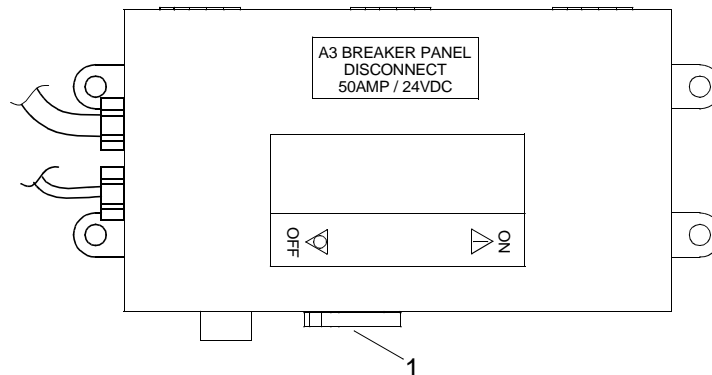 A3 BREAKER PANEL
DISCONNECT
50AMP / 24VDC
OFF
ON
1